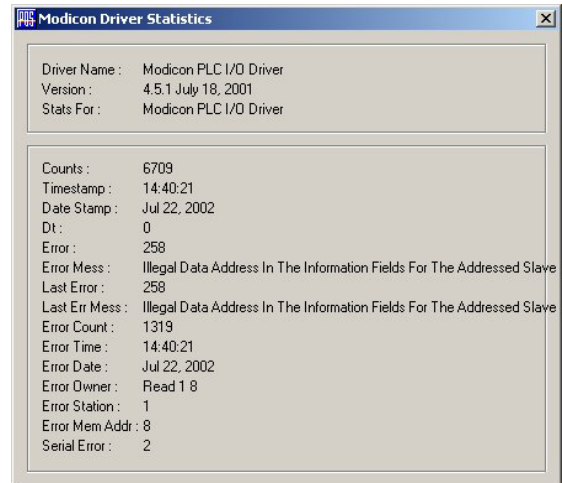 Modicon Driver Statistics
Driver Name : Modicon PLC I/O Driver
Version : 4.5.1 July 18, 2001
Stats For : Modicon PLC I/O Driver
Counts : 6709
Timestamp : 14:40:21
Date Stamp : Jul 22, 2002
Dt : 0
Error : 258
Error Mess : Illegal Data Address In The Information Fields For The Addressed Slave
Last Error : 258
Last Err Mess : Illegal Data Address In The Information Fields For The Addressed Slave
Error Count : 1319
Error Time : 14:40:21
Error Date : Jul 22, 2002
Error Owner : Read 1 8
Error Station : 1
Error Mem Addr : 8
Serial Error : 2